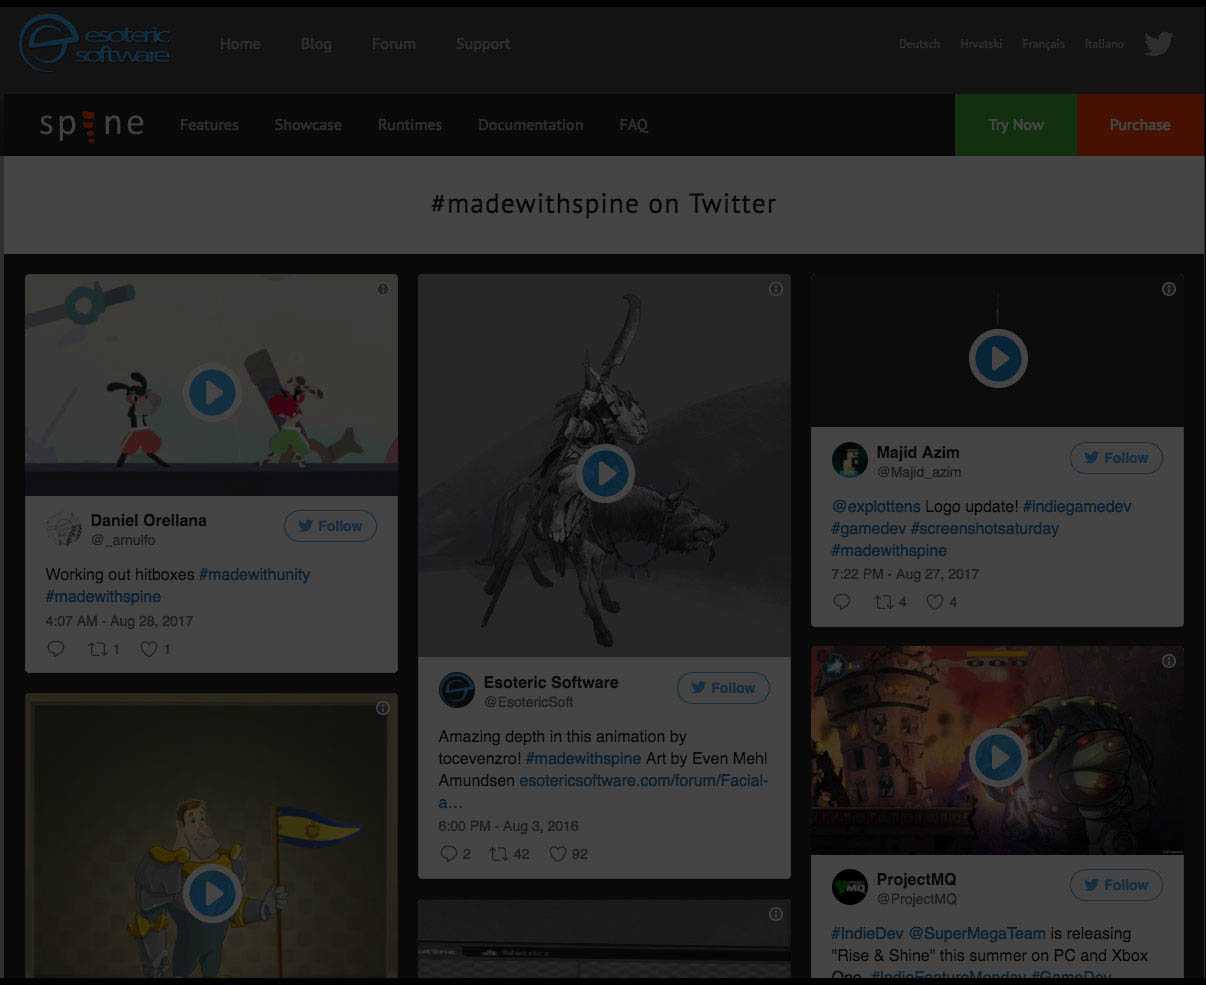 esoteric
software
Home Blog Forum Support
Deutsch Hrvatski Français Italiano
spine
Features Showcase Runtimes Documentation FAQ
Try Now Purchase
#madewithspine on Twitter
Daniel Orellana
@_arnulfo
Follow
Working out hitboxes #madewithunity
#madewithspine
4:07 AM - Aug 28, 2017
1 1
Esoteric Software
@EsotericSoft
Follow
Amazing depth in this animation by
tocevenzro! #madewithspine Art by Even Mehl
Amundsen esotericsoftware.com/forum/Facial-
a…
6:00 PM - Aug 3, 2016
2 42 92
Metrics
Majid Azim
@Majid_azim
Follow
@explottens Logo update! #indiegamedev
#gamedev #screenshotsaturday
#madewithspine
7:22 PM - Aug 27, 2017
4 4
ProjectMQ
@ProjectMQ
Follow
#IndieDev @SuperMegaTeam is releasing
"Rise & Shine" this summer on PC and Xbox
One. #IndieFeatureMonday #GameDev